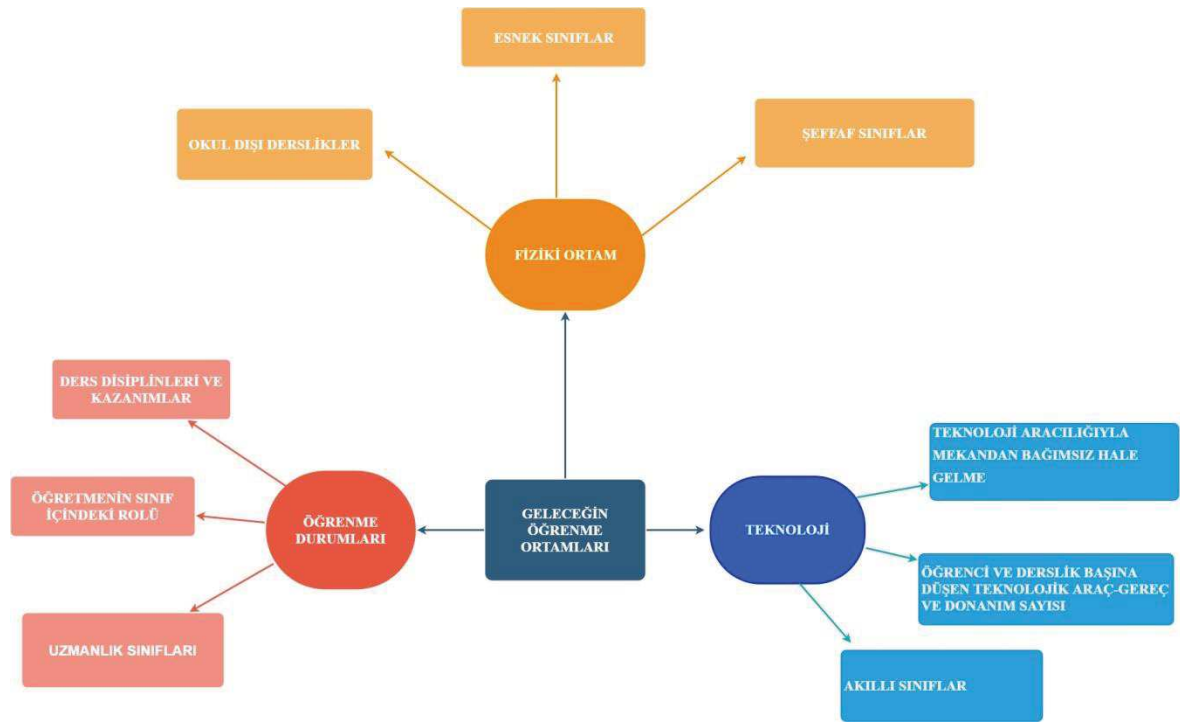 ESNEK SINIFLAR
OKUL DIŞI DERSLİKLER
ŞEFFAF SINIFLAR
FİZİKİ ORTAM
DERS DİSİPLİNLERİ VE
KAZANIMLAR
ÖĞRETMENİN SINIF
İÇİNDEKİ ROLÜ
UZMANLIK SINIFLARI
ÖĞRENME
DURUMLARI
GELECEĞİN
ÖĞRENME
ORTAMLARI
TEKNOLOJİ
TEKNOLOJİ ARACILIĞIYLA
MEKANDAN BAĞIMSIZ HALE
GELME
ÖĞRENCİ VE DERSLİK BAŞINA
DÜŞEN TEKNOLOJİK ARAÇ-GEREÇ
VE DONANIM SAYISI
AKILLI SINIFLAR